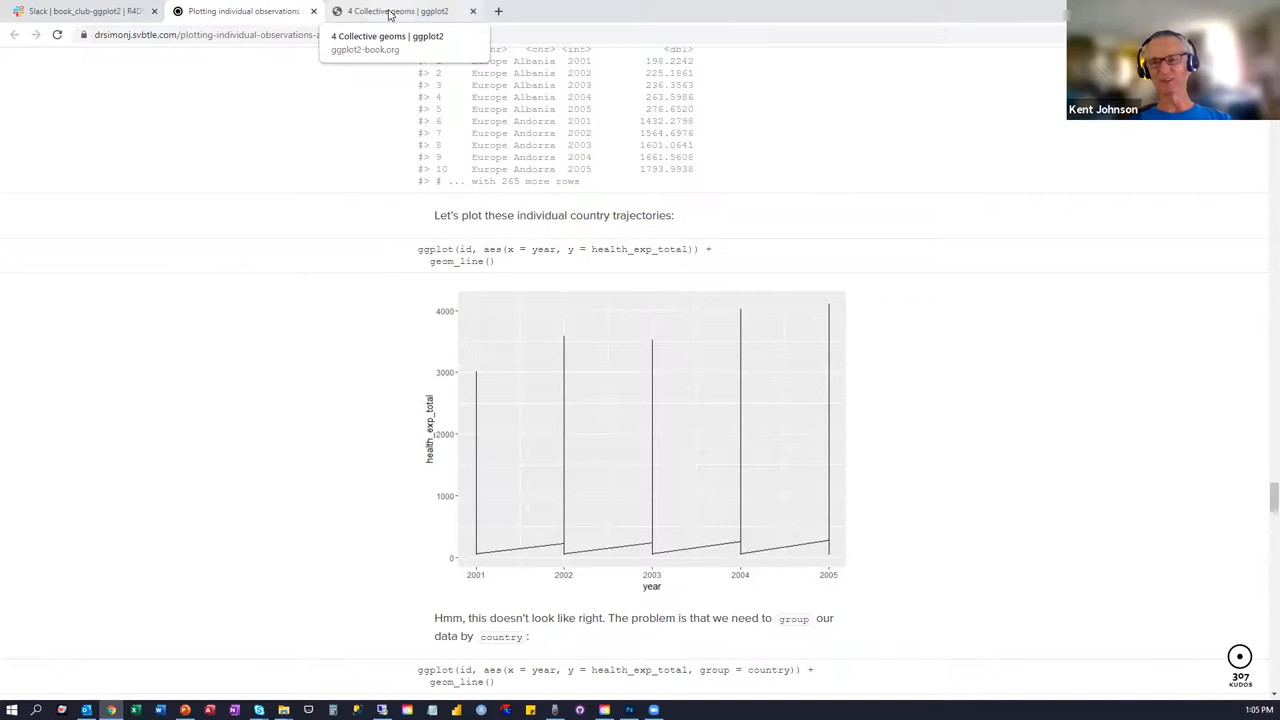 Slack | book_club-ggplot2 | R4D
Plotting individual observations
4 Collective geoms | ggplot2
drsimonj.svbtle.com/plotting-individual-observations-a
4 Collective geoms | ggplot2
ggplot2-book.org
Kent Johnson
<chr> <int> <dbl>
Europe Albania 2001 198.2242
#> 2 Europe Albania 2002 225.1861
#> 3 Europe Albania 2003 236.3563
#> 4 Europe Albania 2004 263.5986
#> 5 Europe Albania 2005 276.6520
#> 6 Europe Andorra 2001 1432.2798
#> 7 Europe Andorra 2002 1564.6976
#> 8 Europe Andorra 2003 1601.0641
#> 9 Europe Andorra 2004 1661.5608
#> 10 Europe Andorra 2005 1793.9938
#> # ... with 265 more rows
Let's plot these individual country trajectories:
ggplot(id, aes(x = year, y = health_exp_total)) +
geom_line()
4000
3000
2000
1000
0
health_exp_total
2001 2002 2003 2004 2005
year
Hmm, this doesn't look like right. The problem is that we need to group our
data by country :
ggplot(id, aes(x = year, y = health_exp_total, group = country)) +
geom_line()
307
KUDOS
1:05 PM